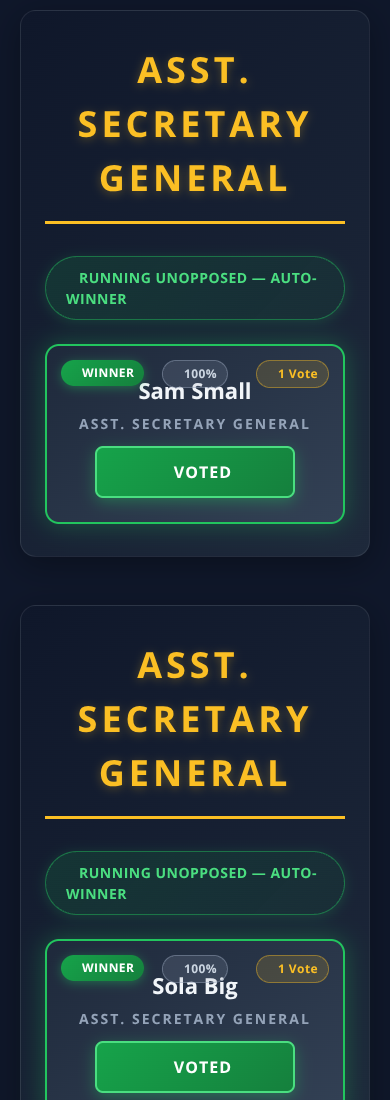 ASST.
SECRETARY
GENERAL
RUNNING UNOPPOSED — AUTO-
WINNER
WINNER 100% 1 Vote
Sam Small
ASST. SECRETARY GENERAL
VOTED
ASST.
SECRETARY
GENERAL
RUNNING UNOPPOSED — AUTO-
WINNER
WINNER 100% 1 Vote
Sola Big
ASST. SECRETARY GENERAL
VOTED